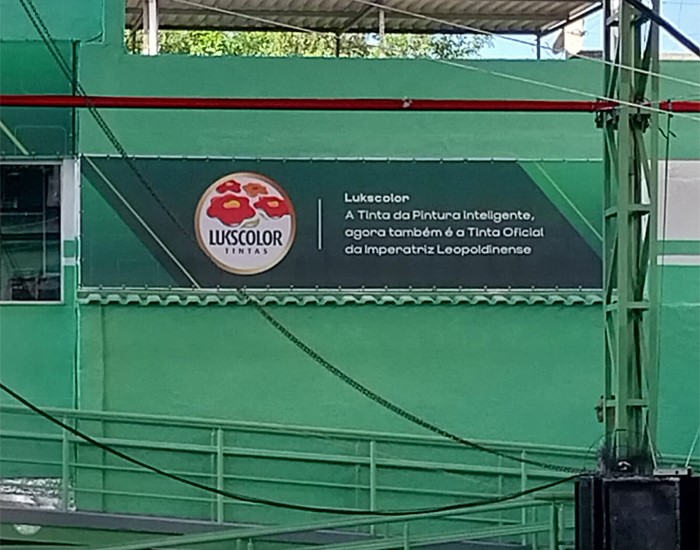 LUKSCOLOR
TINTAS
Lukscolor
A Tinta da Pintura Inteligente,
agora também é a Tinta Oficial
da Imperatriz Leopoldinense